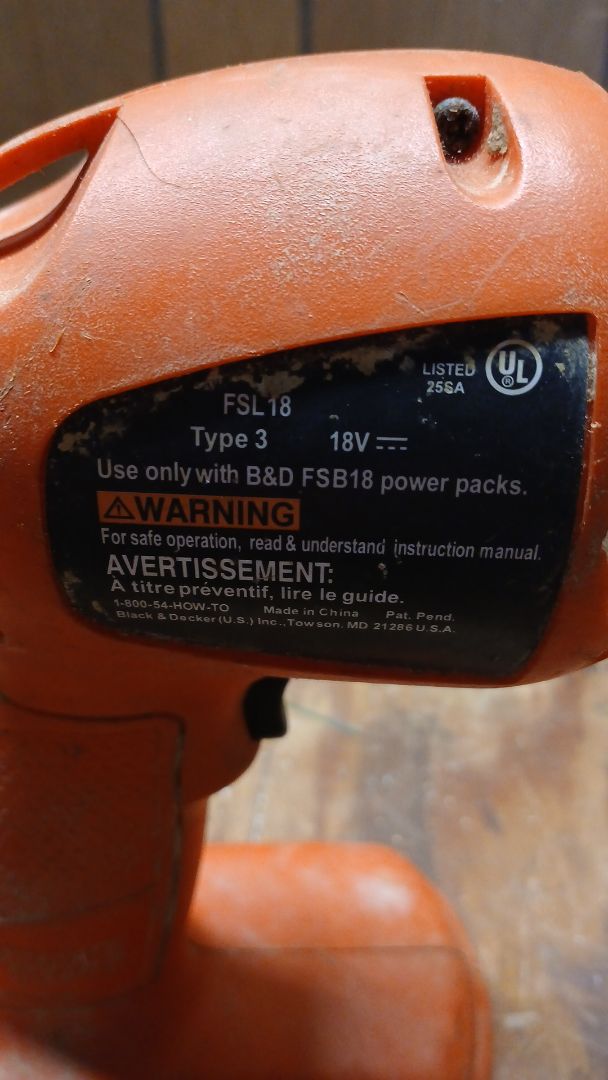 LISTED UL®
25SA
FSL18
Type 3 18V
Use only with B&D FSB18 power packs.
WARNING
For safe operation, read & understand instruction manual.
AVERTISSEMENT:
À titre préventif, lire le guide.
1-800-54-HOW-TO Made in China Pat. Pend.
Black & Decker (U.S.) Inc., Towson, MD 21286 U.S.A.